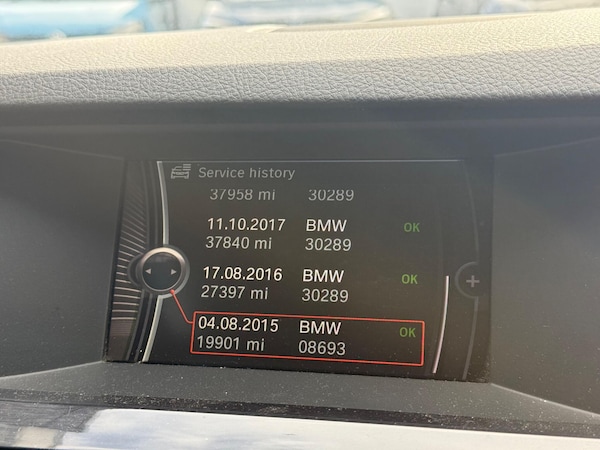 Service history
37958 mi 30289
11.10.2017 BMW OK
37840 mi 30289
17.08.2016 BMW OK
27397 mi 30289
04.08.2015 BMW OK
19901 mi 08693